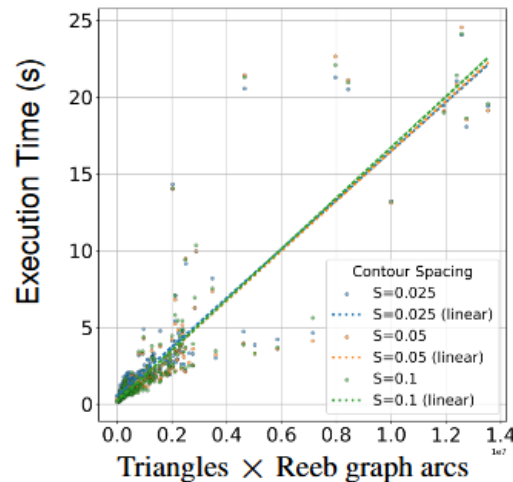 25
20
15
10
5
0
Execution Time (s)
Contour Spacing
S=0.025
S=0.025 (linear)
S=0.05
S=0.05 (linear)
S=0.1
S=0.1 (linear)
0.0 0.2 0.4 0.6 0.8 1.0 1.2 1.4
1e7
Triangles × Reeb graph arcs